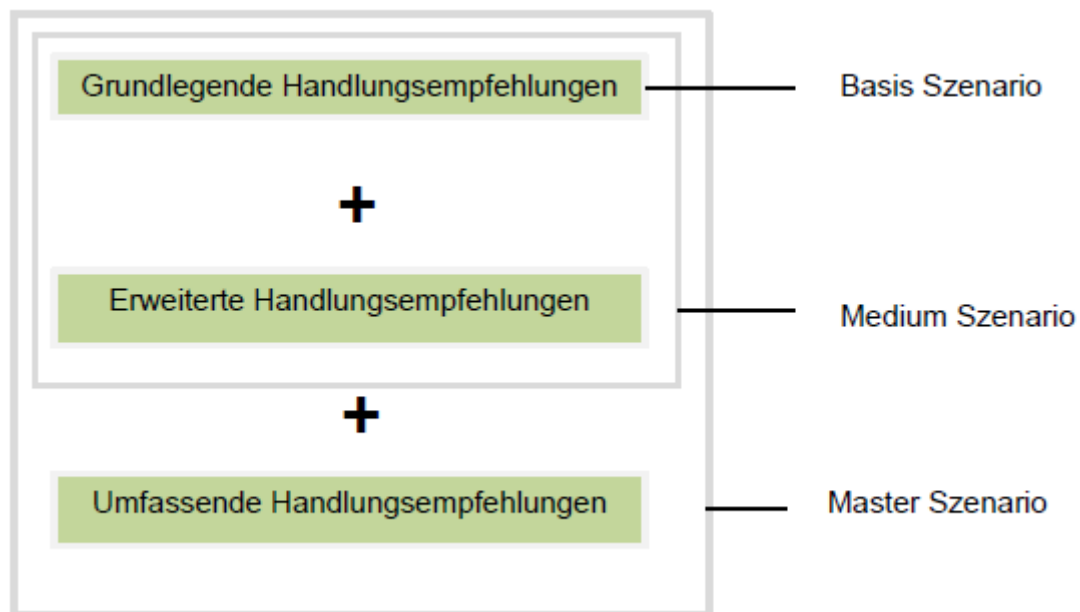 Grundlegende Handlungsempfehlungen
Basis Szenario
+
Erweiterte Handlungsempfehlungen
Medium Szenario
+
Umfassende Handlungsempfehlungen
Master Szenario